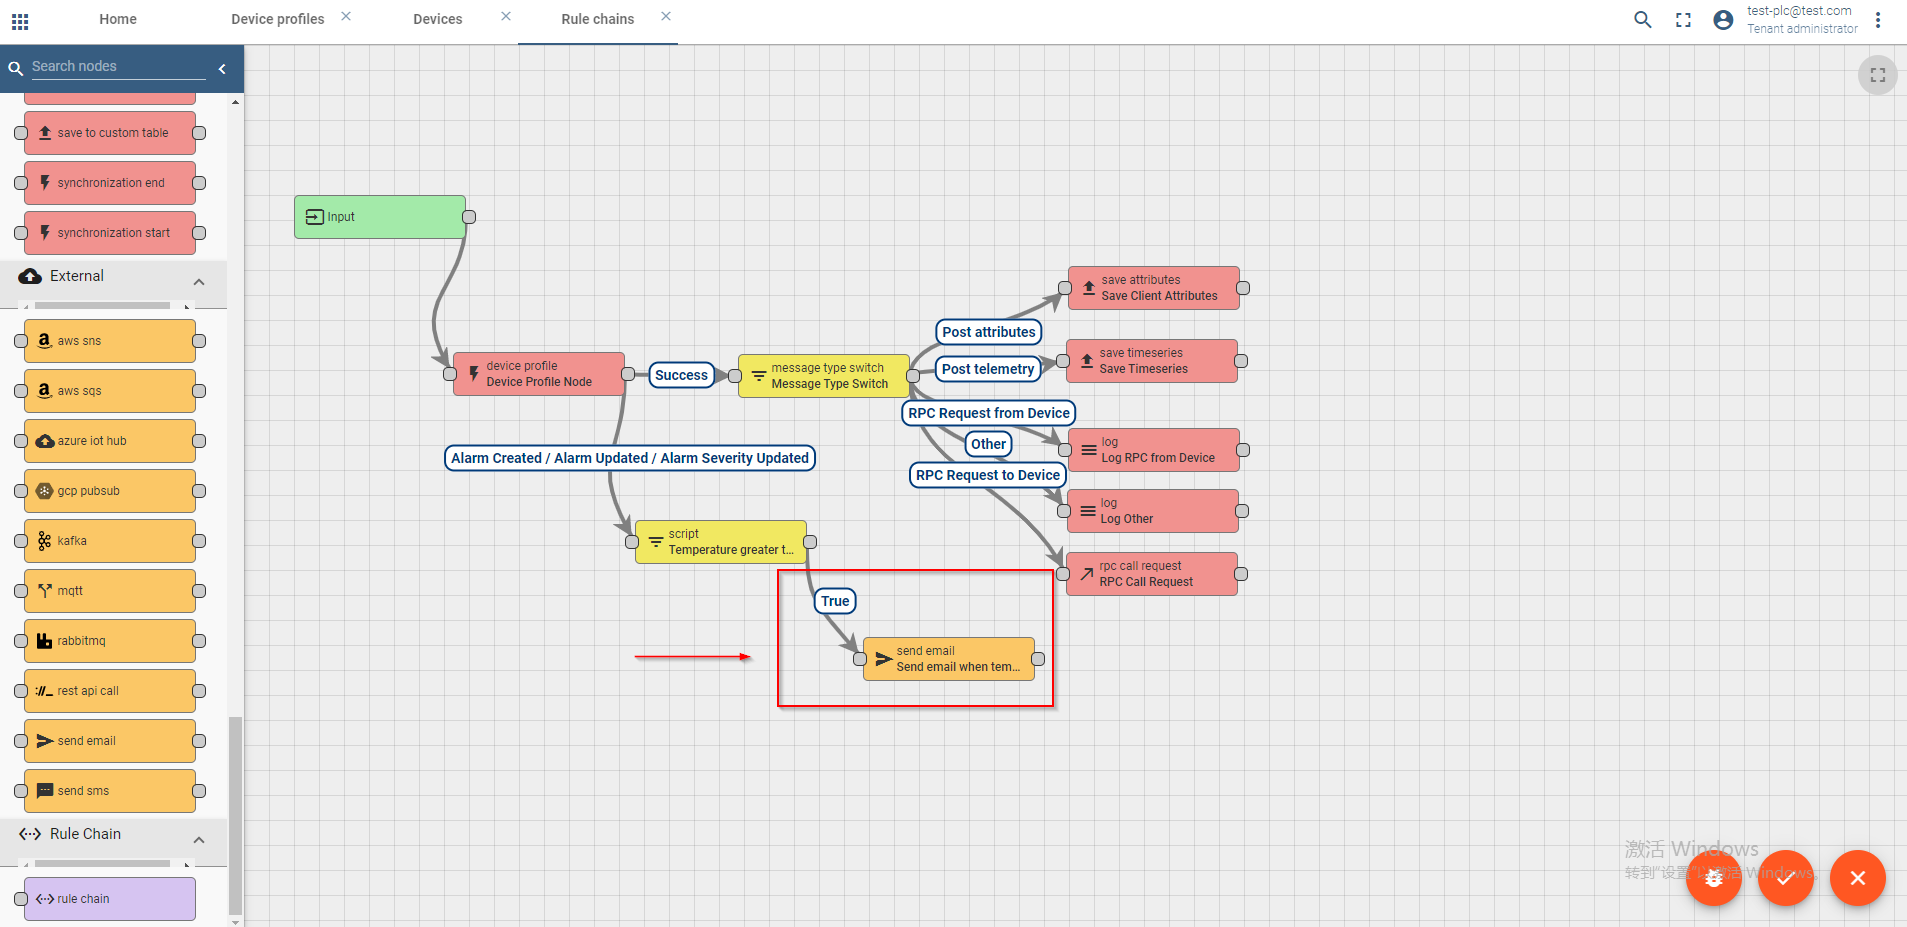 Home
Device profiles
Devices
Rule chains
test-plc@test.com
Tenant administrator
Search nodes
save to custom table
synchronization end
synchronization start
External
aws sns
aws sqs
azure iot hub
gcp pubsub
kafka
mqtt
rabbitmq
rest api call
send email
send sms
Rule Chain
rule chain
Input
device profile
Device Profile Node
Success
message type switch
Message Type Switch
Post attributes
Post telemetry
RPC Request from Device
Other
RPC Request to Device
save attributes
Save Client Attributes
save timeseries
Save Timeseries
log
Log RPC from Device
log
Log Other
rpc call request
RPC Call Request
Alarm Created / Alarm Updated / Alarm Severity Updated
script
Temperature greater t...
True
send email
Send email when tem...
激活 Windows
转到"设置"以激活 Windows。